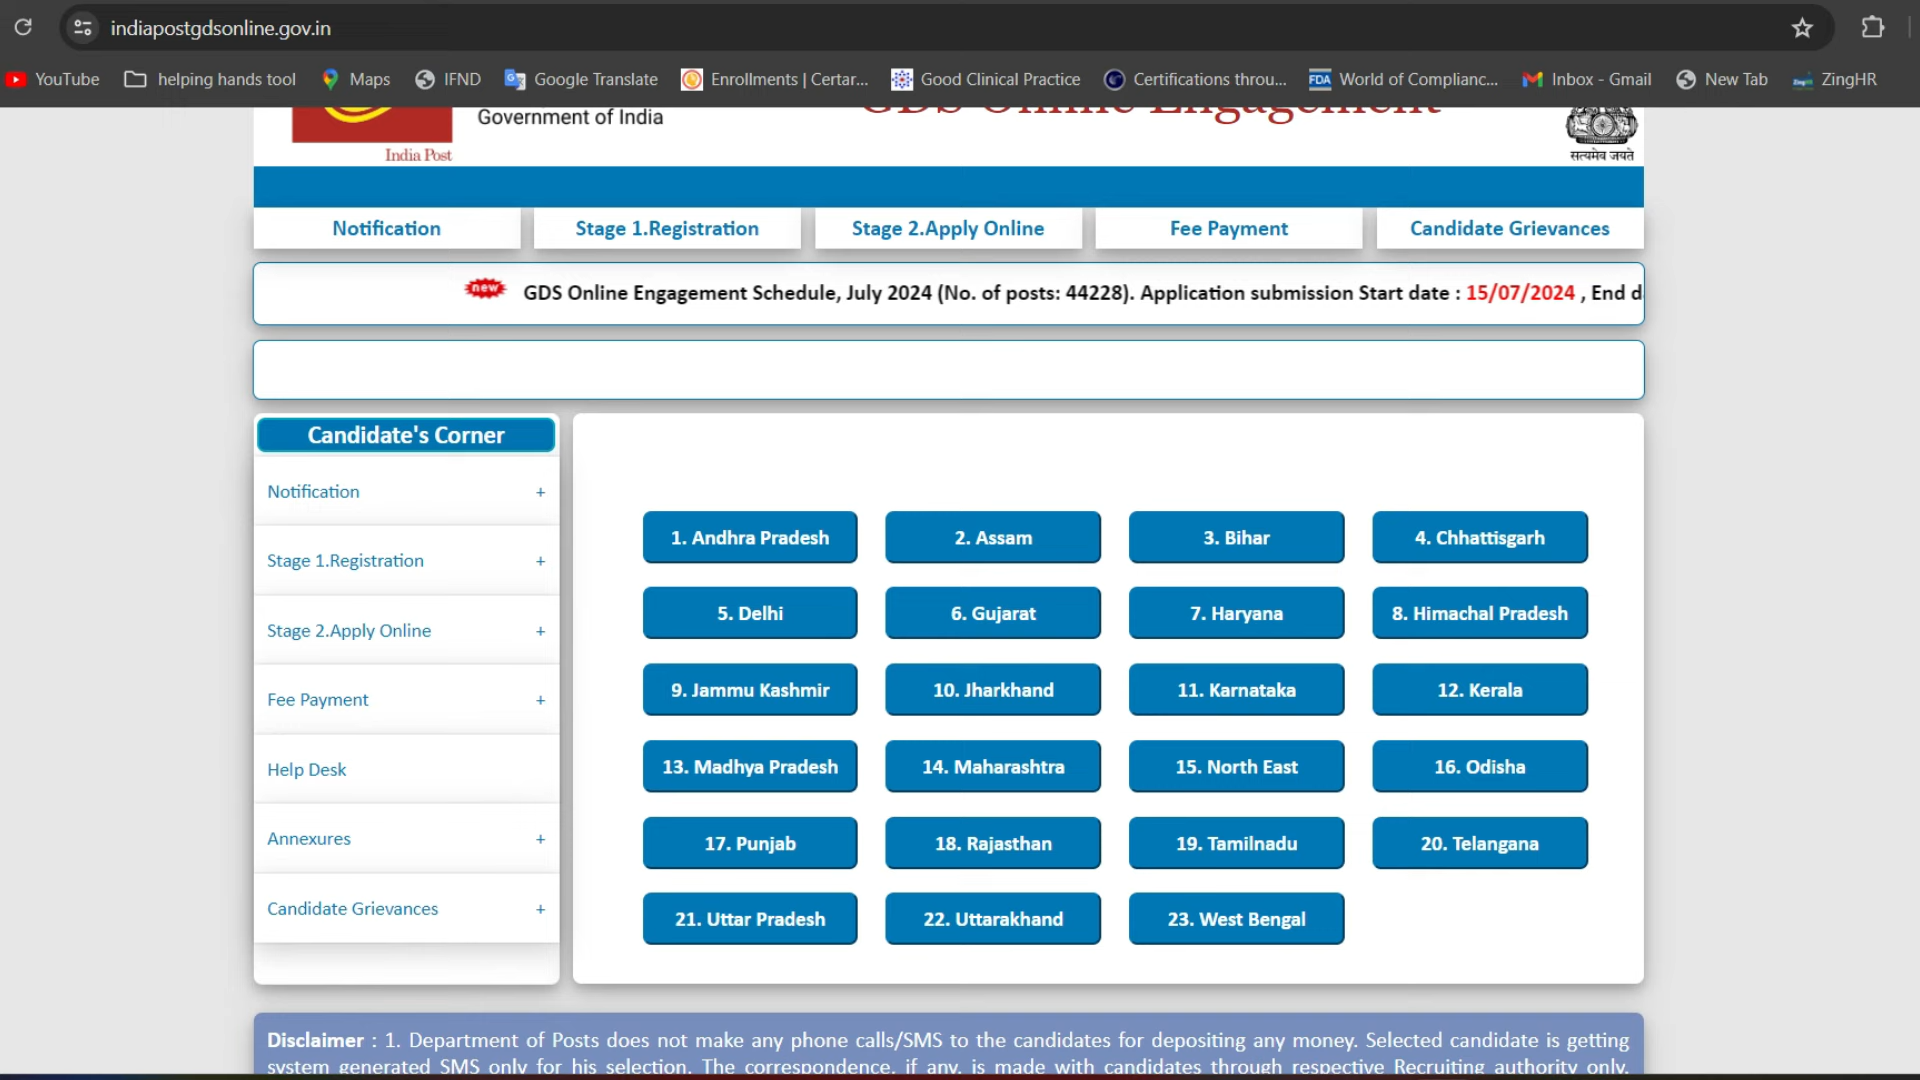 indiapostgdsonline.gov.in
YouTube helping hands tool Maps IFND Google Translate Enrollments | Certar... Good Clinical Practice Certifications throu... FDA World of Complianc... Inbox - Gmail New Tab ZingHR
GDS Online Engagement
Government of India
India Post
सत्यमेव जयते
Notification Stage 1.Registration Stage 2.Apply Online Fee Payment Candidate Grievances
new GDS Online Engagement Schedule, July 2024 (No. of posts: 44228). Application submission Start date : 15/07/2024 , End d
Candidate's Corner
Notification +
Stage 1.Registration +
Stage 2.Apply Online +
Fee Payment +
Help Desk
Annexures +
Candidate Grievances +
1. Andhra Pradesh 2. Assam 3. Bihar 4. Chhattisgarh
5. Delhi 6. Gujarat 7. Haryana 8. Himachal Pradesh
9. Jammu Kashmir 10. Jharkhand 11. Karnataka 12. Kerala
13. Madhya Pradesh 14. Maharashtra 15. North East 16. Odisha
17. Punjab 18. Rajasthan 19. Tamilnadu 20. Telangana
21. Uttar Pradesh 22. Uttarakhand 23. West Bengal
Disclaimer : 1. Department of Posts does not make any phone calls/SMS to the candidates for depositing any money. Selected candidate is getting
system generated SMS only for his selection. The correspondence, if any, is made with candidates through respective Recruiting authority only.